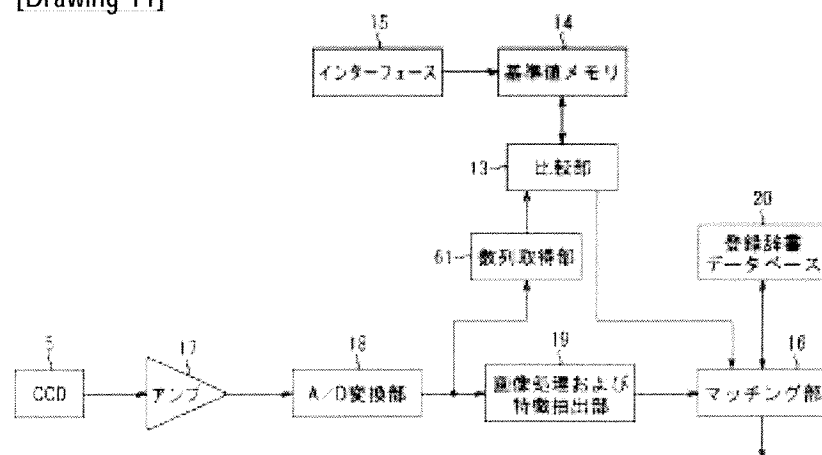 [Drawing 11]
15
14
インターフェース
基準値メモリ
13
比較部
20
61
数列取得部
登録辞書
データベース
5
17
18
19
16
CCD
アンプ
A/D変換部
画像処理および
特徴抽出部
マッチング部